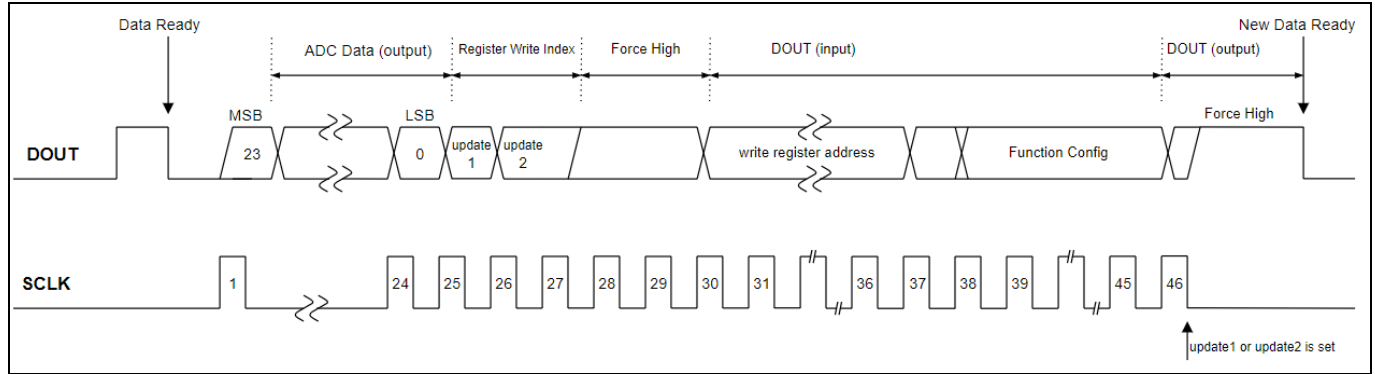 Data Ready
New Data Ready
ADC Data (output)
Register Write Index
Force High
DOUT (input)
DOUT (output)
MSB
LSB
Force High
DOUT
23
0
update
1
update
2
write register address
Function Config
SCLK
1
24
25
26
27
28
29
30
31
36
37
38
39
45
46
update1 or update2 is set